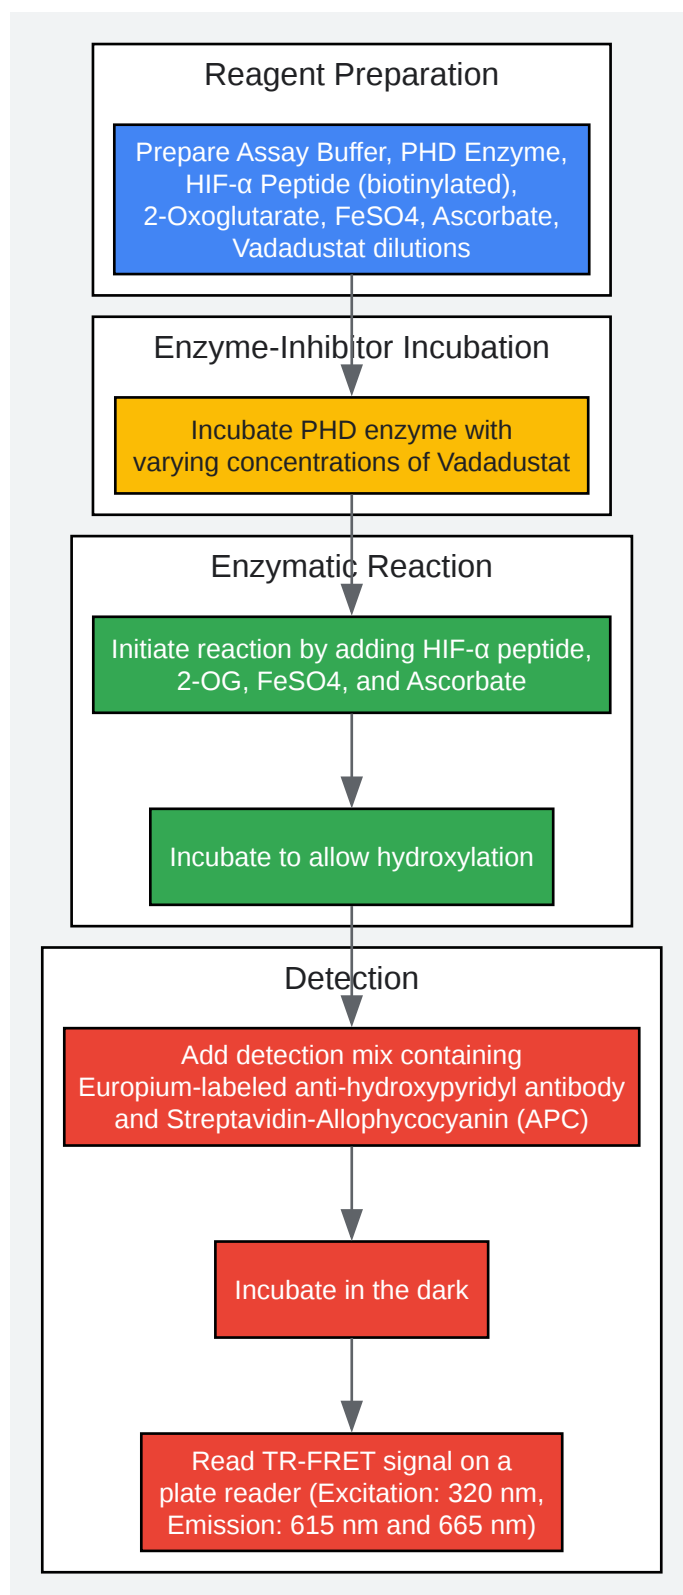 Reagent Preparation
Prepare Assay Buffer, PHD Enzyme,
HIF-α Peptide (biotinylated),
2-Oxoglutarate, FeSO4, Ascorbate,
Vadadustat dilutions
Enzyme-Inhibitor Incubation
Incubate PHD enzyme with
varying concentrations of Vadadustat
Enzymatic Reaction
Initiate reaction by adding HIF-α peptide,
2-OG, FeSO4, and Ascorbate
Incubate to allow hydroxylation
Detection
Add detection mix containing
Europium-labeled anti-hydroxypyridyl antibody
and Streptavidin-Allophycocyanin (APC)
Incubate in the dark
Read TR-FRET signal on a
plate reader (Excitation: 320 nm,
Emission: 615 nm and 665 nm)